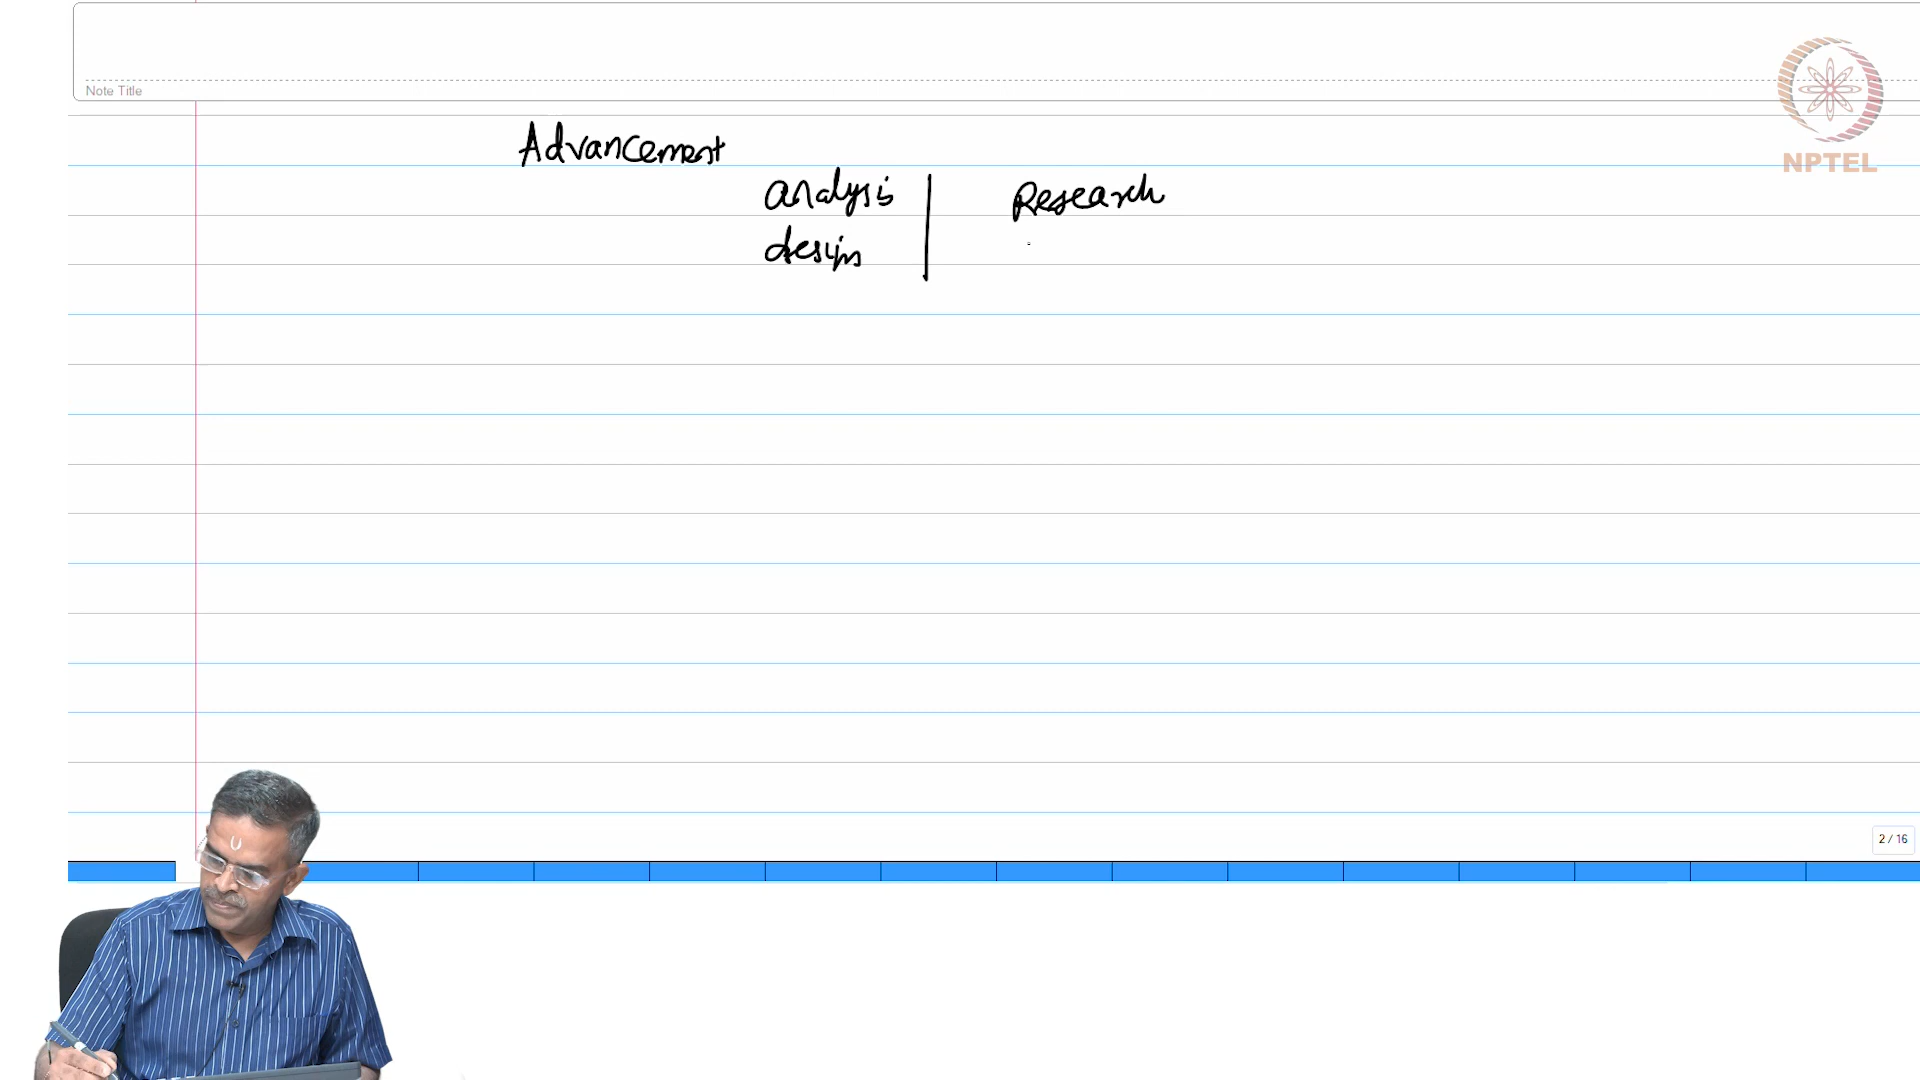 Note Title
NPTEL
Advancement
analysis
Research
design
2 / 16